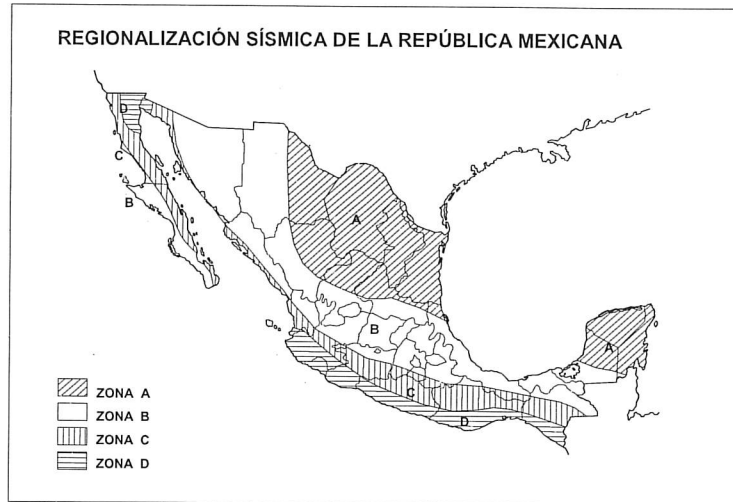 REGIONALIZACIÓN SÍSMICA DE LA REPÚBLICA MEXICANA
D
C
B
A
B
A
C
D
ZONA A
ZONA B
ZONA C
ZONA D